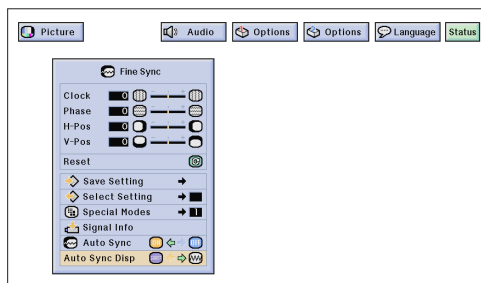 Picture Audio Options Options Language Status
Fine Sync
Clock 0
Phase 0
H-Pos 0
V-Pos 0
Reset
Save Setting
Select Setting
Special Modes 1
Signal Info
Auto Sync
Auto Sync Disp